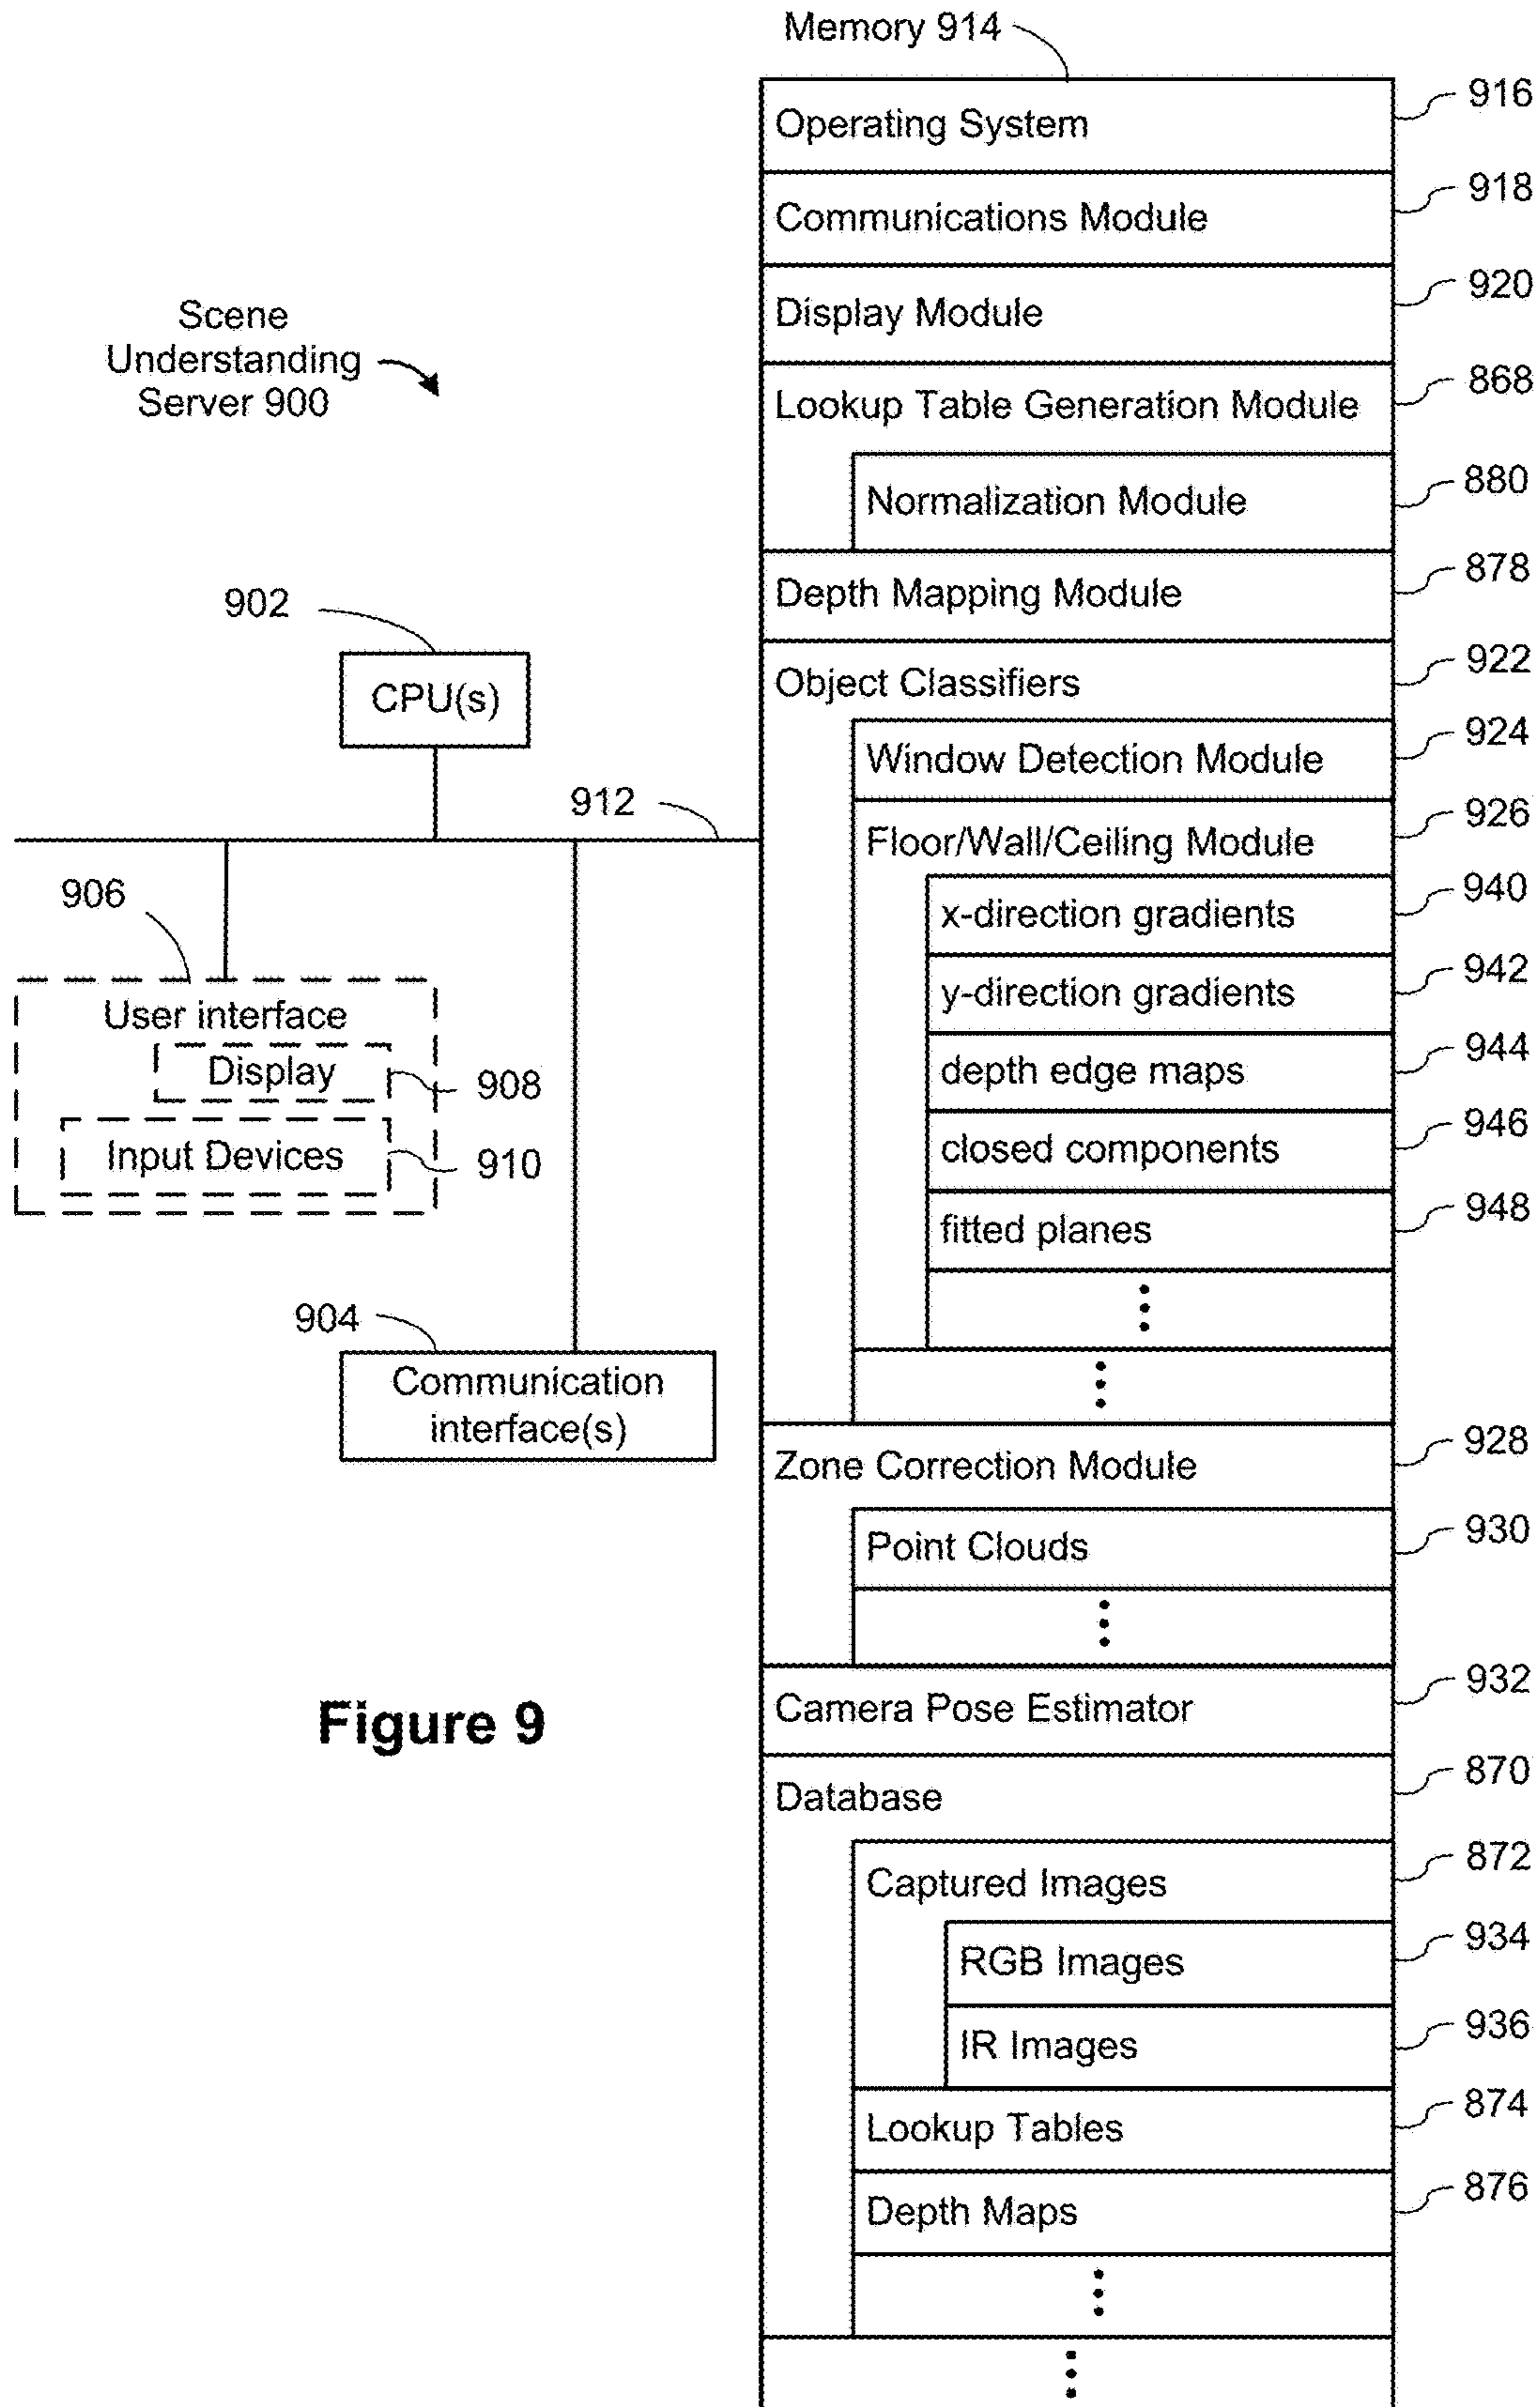 Memory 914
Operating System
916
Communications Module
918
Display Module
920
Scene
Understanding
Server 900
Lookup Table Generation Module
868
Normalization Module
880
Depth Mapping Module
878
902
CPU(s)
Object Classifiers
922
Window Detection Module
924
912
Floor/Wall/Ceiling Module
926
906
x-direction gradients
940
User interface
y-direction gradients
942
Display
908
depth edge maps
944
Input Devices
910
closed components
946
fitted planes
948
904
Communication
interface(s)
Zone Correction Module
928
Point Clouds
930
Camera Pose Estimator
932
Figure 9
Database
870
Captured Images
872
RGB Images
934
IR Images
936
Lookup Tables
874
Depth Maps
876